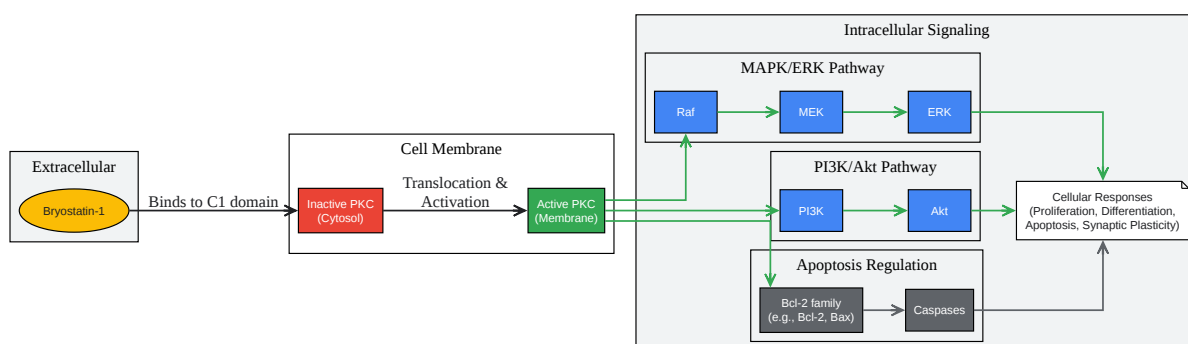 Extracellular
Bryostatin-1
Binds to C1 domain
Cell Membrane
Inactive PKC
(Cytosol)
Translocation &
Activation
Active PKC
(Membrane)
Intracellular Signaling
MAPK/ERK Pathway
Raf
MEK
ERK
PI3K/Akt Pathway
PI3K
Akt
Apoptosis Regulation
Bcl-2 family
(e.g., Bcl-2, Bax)
Caspases
Cellular Responses
(Proliferation, Differentiation,
Apoptosis, Synaptic Plasticity)